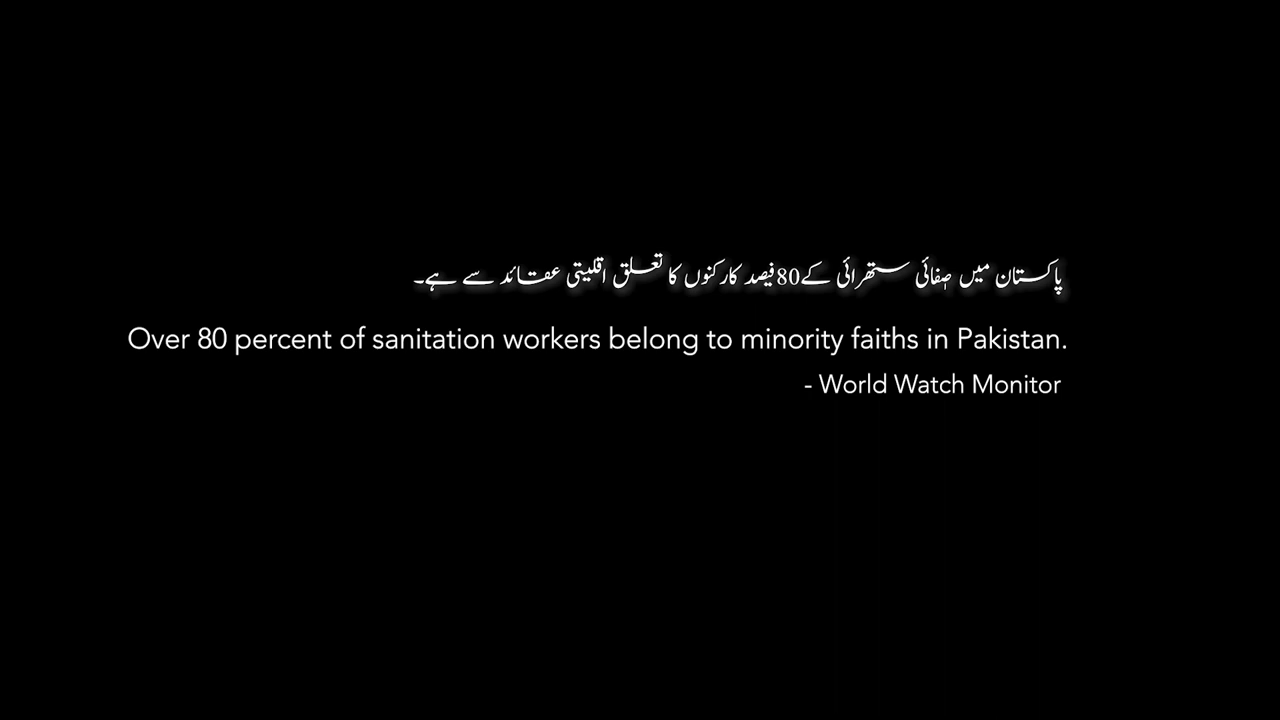 پاکستان میں صفائی ستھرائی کے 80 فیصد کارکنوں کا تعلق اقلیتی عقائد سے ہے۔
Over 80 percent of sanitation workers belong to minority faiths in Pakistan.
- World Watch Monitor